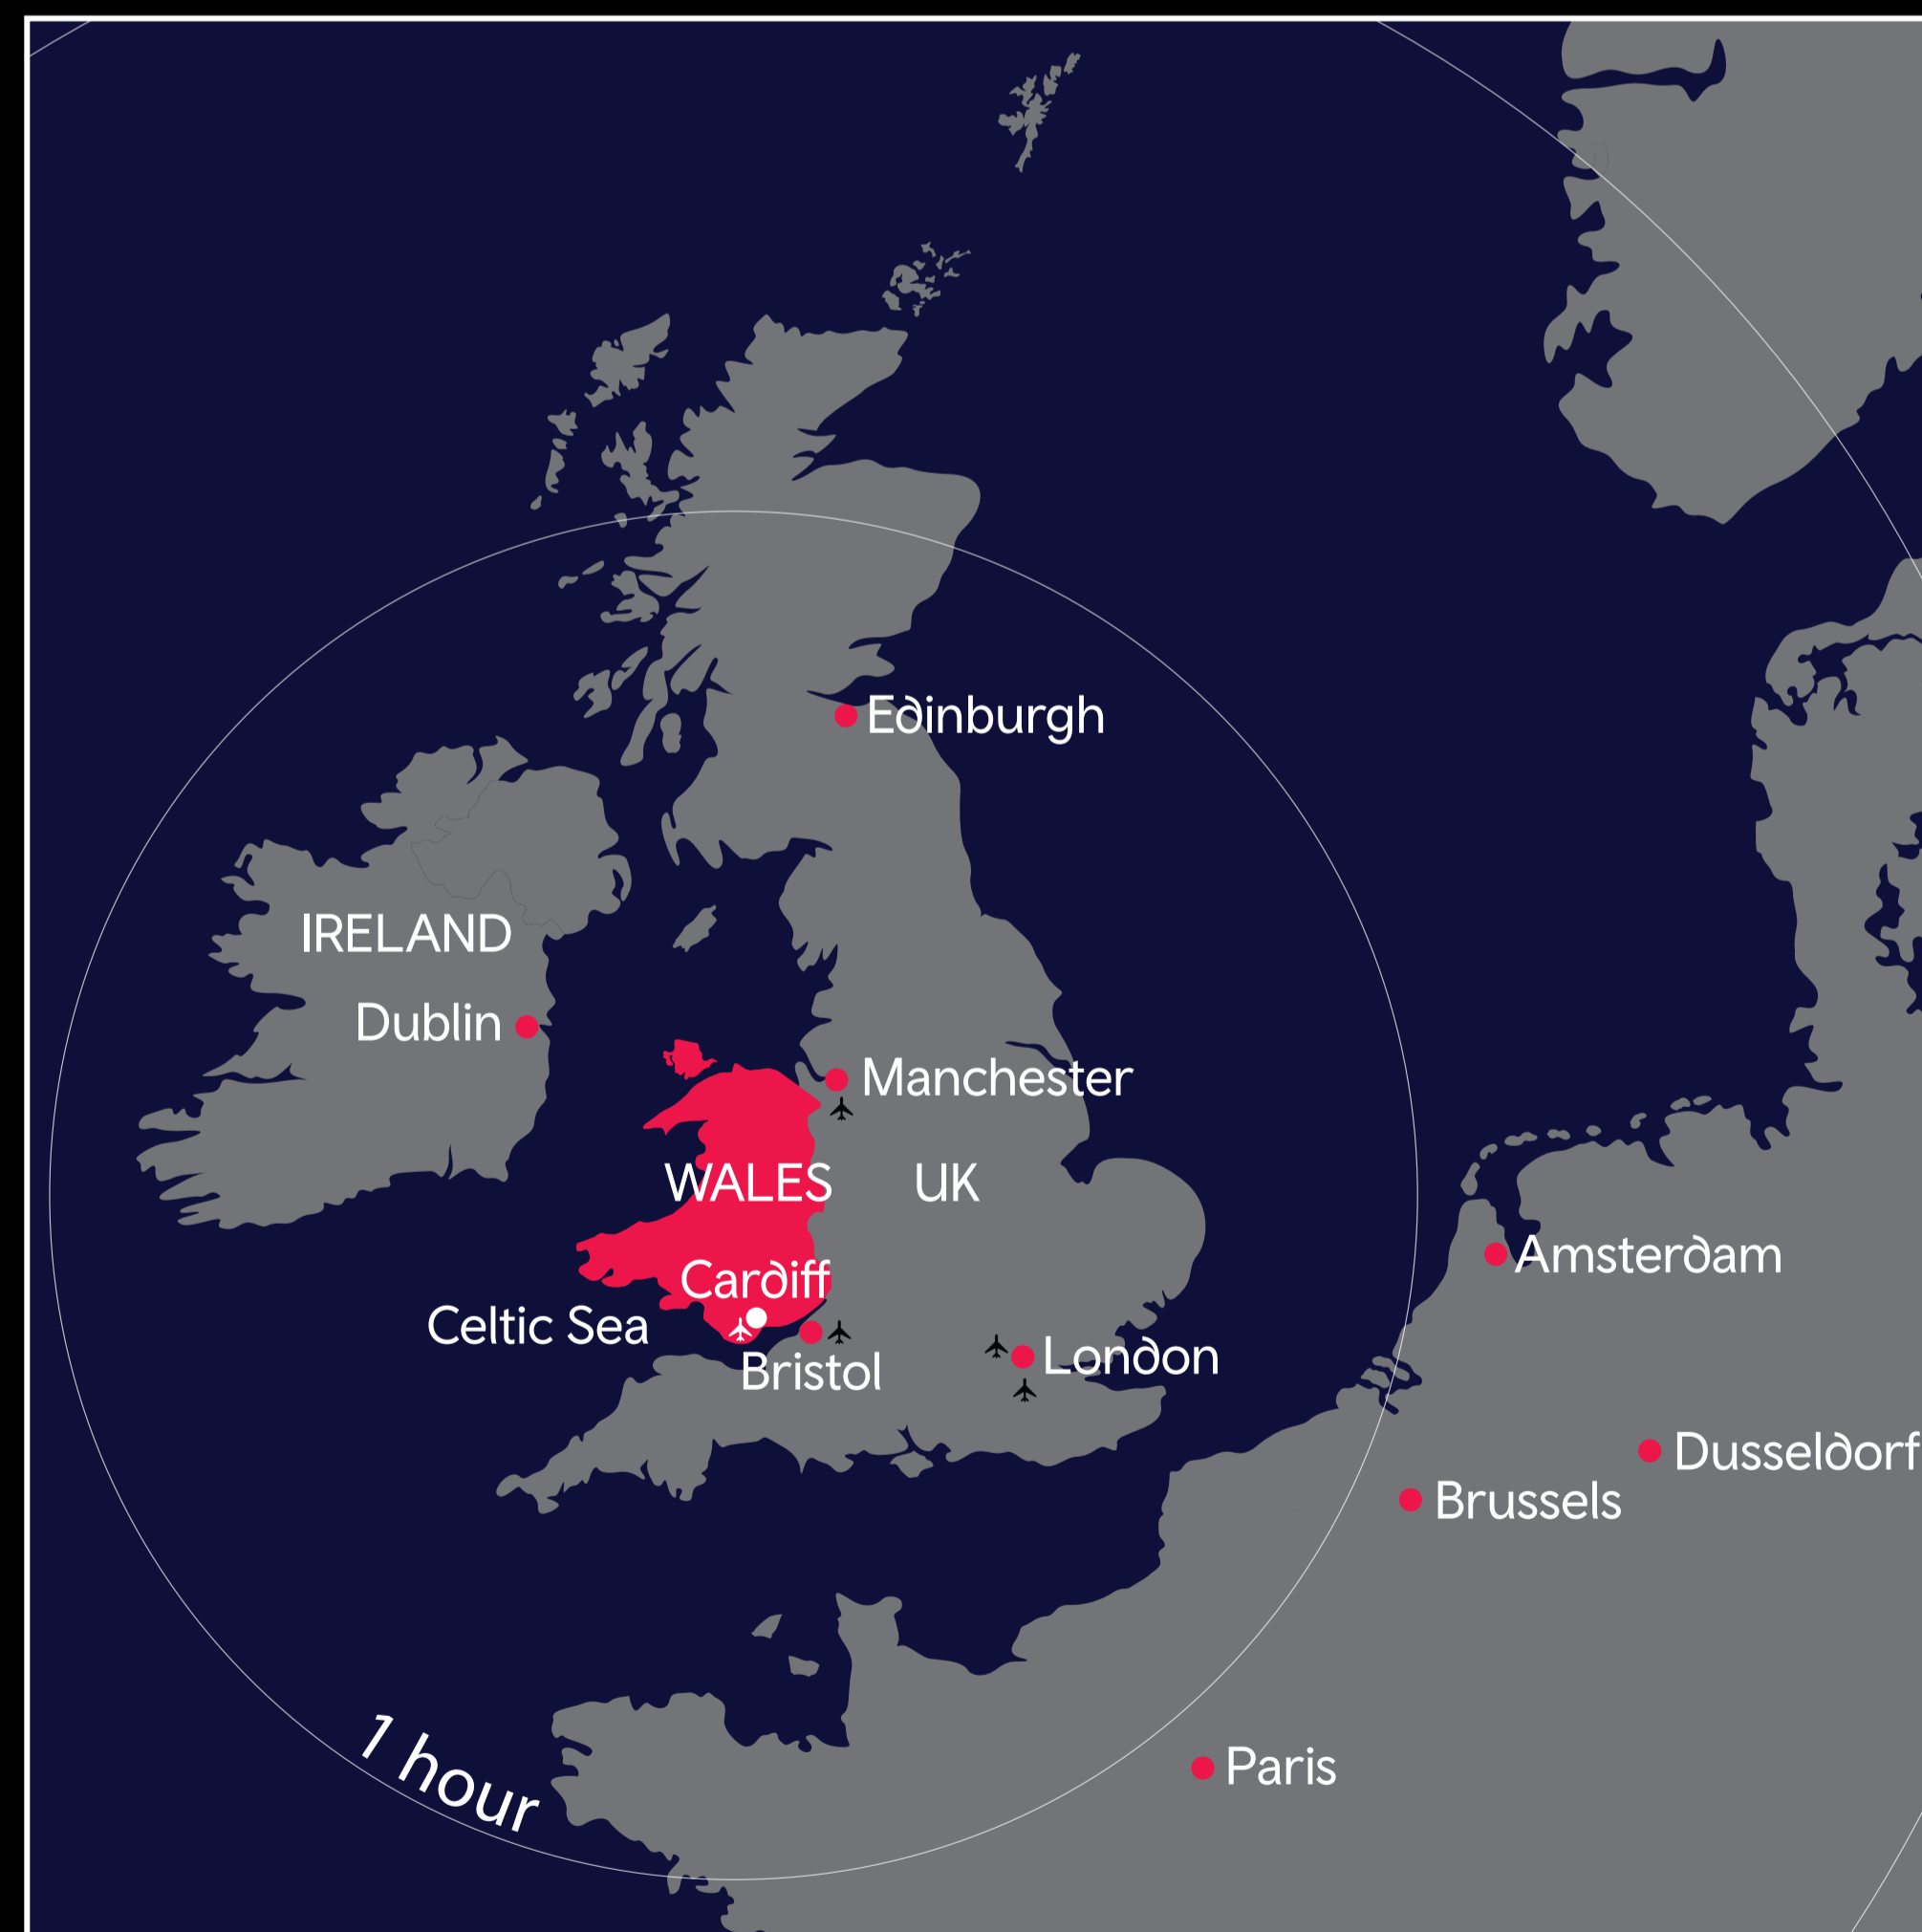 Edinburgh
IRELAND
Dublin
Manchester
WALES
UK
Amsterdam
Cardiff
Celtic Sea
London
Bristol
Dusseldorf
Brussels
Paris
1 hour